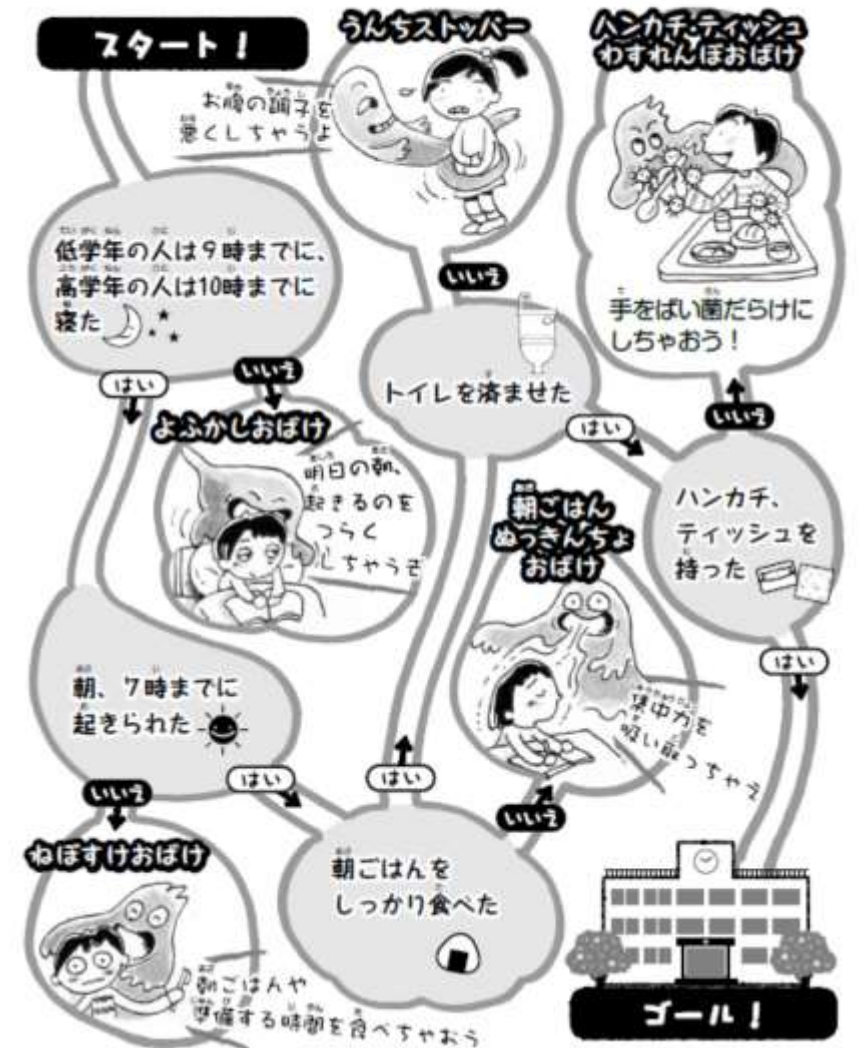 スタート！
うんちストッパー
お腹の調子を
悪くしちゃうよ
ハンカチ、ティッシュ
わすれんぼおばけ
手をばい菌だらけに
しちゃおう！
低学年の人は9時までに、
高学年の人は10時までに
寝た
はい
いいえ
よふかしおばけ
明日の朝、
起きるのを
つらく
しちゃうぞ
いいえ
トイレを済ませた
はい
いいえ
ハンカチ、
ティッシュを
持った
はい
朝ごはん
ぬっきんちょ
おばけ
集中力を
吸い取っちゃえ
朝、7時までに
起きられた
いいえ
はい
はい
いいえ
ねぼすけおばけ
朝ごはんや
準備する時間を食べちゃおう
朝ごはんを
しっかり食べた
ゴール！